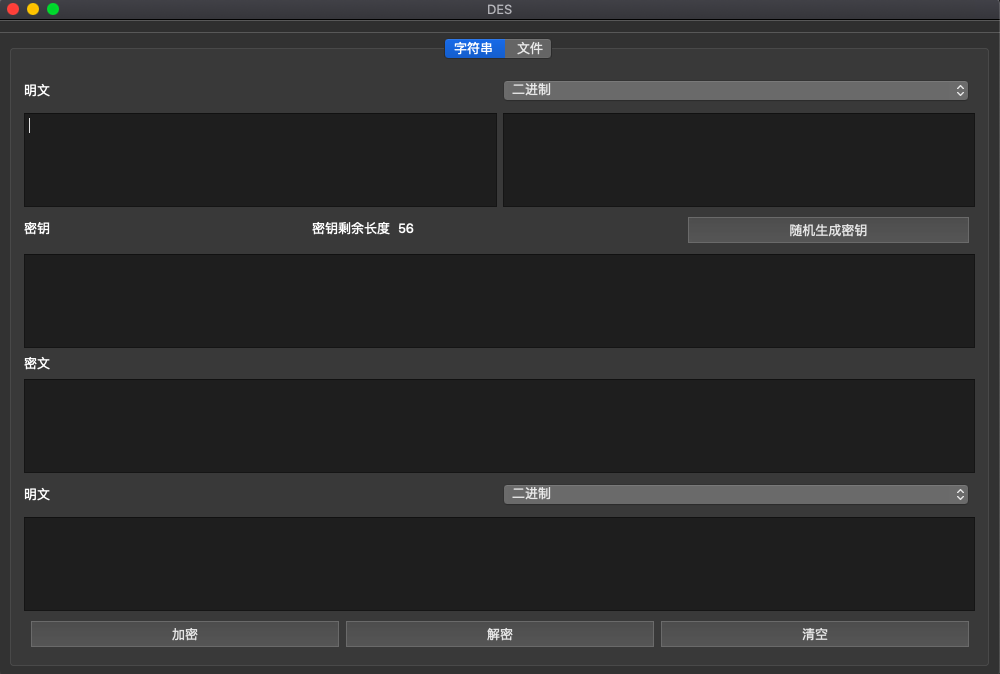 DES
字符串 文件
明文 二进制
密钥 密钥剩余长度 56 随机生成密钥
密文
明文 二进制
加密 解密 清空